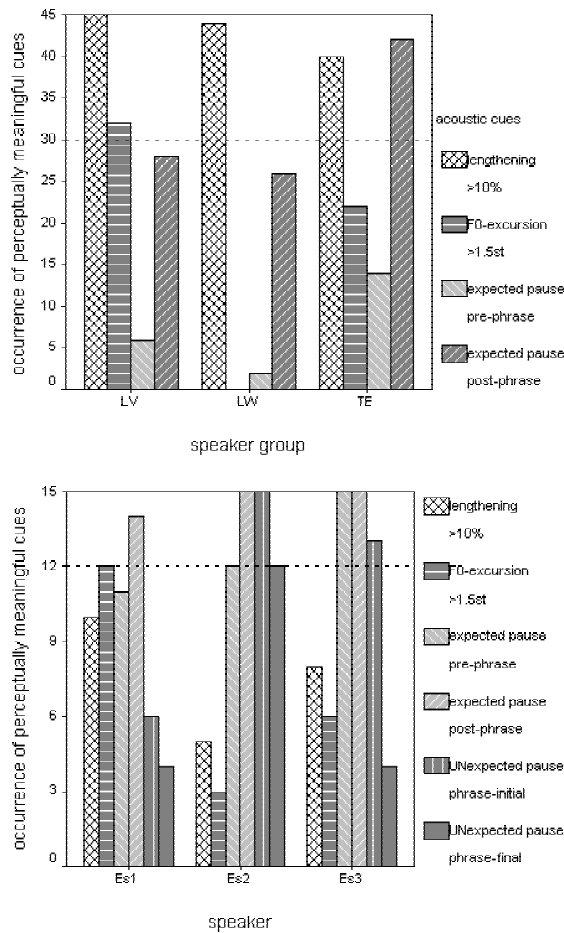 occurrence of perceptually meaningful cues
45
40
35
30
25
20
15
10
5
0
LV
LW
TE
speaker group
acoustic cues
lengthening
>10%
F0-excursion
>1.5st
expected pause
pre-phrase
expected pause
post-phrase
occurrence of perceptually meaningful cues
15
12
9
6
3
0
Es1
Es2
Es3
speaker
lengthening
>10%
F0-excursion
>1.5st
expected pause
pre-phrase
expected pause
post-phrase
UNexpected pause
phrase-initial
UNexpected pause
phrase-final